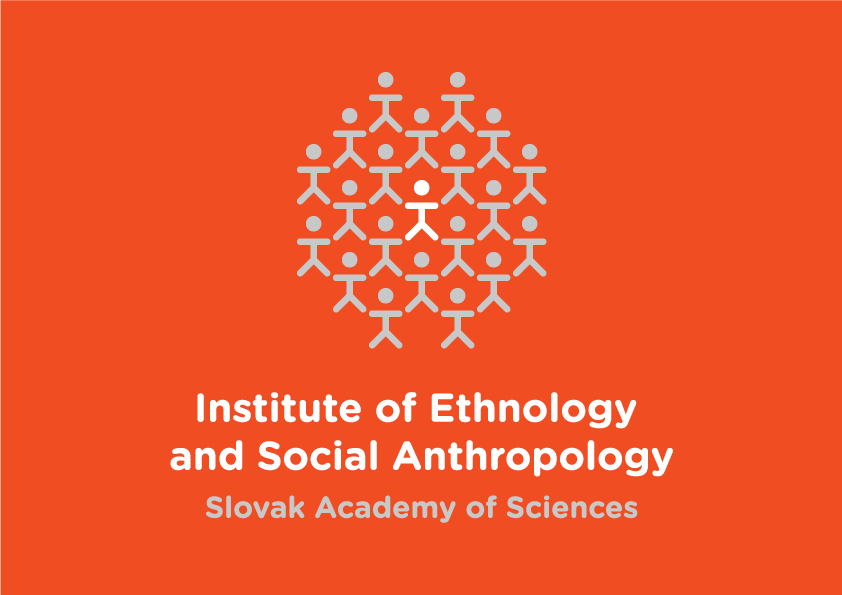 Institute of Ethnology
and Social Anthropology
Slovak Academy of Sciences